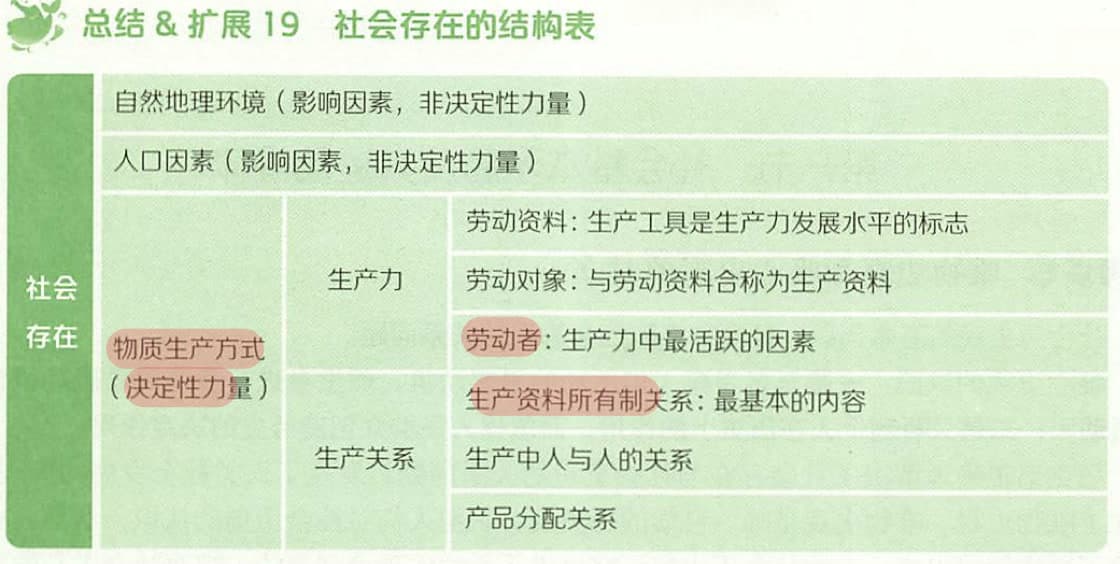 总结 & 扩展 19 社会存在的结构表
自然地理环境（影响因素，非决定性力量）
人口因素（影响因素，非决定性力量）
社会
存在
物质生产方式
（决定性力量）
生产力
劳动资料：生产工具是生产力发展水平的标志
劳动对象：与劳动资料合称为生产资料
劳动者：生产力中最活跃的因素
生产关系
生产资料所有制关系：最基本的内容
生产中人与人的关系
产品分配关系